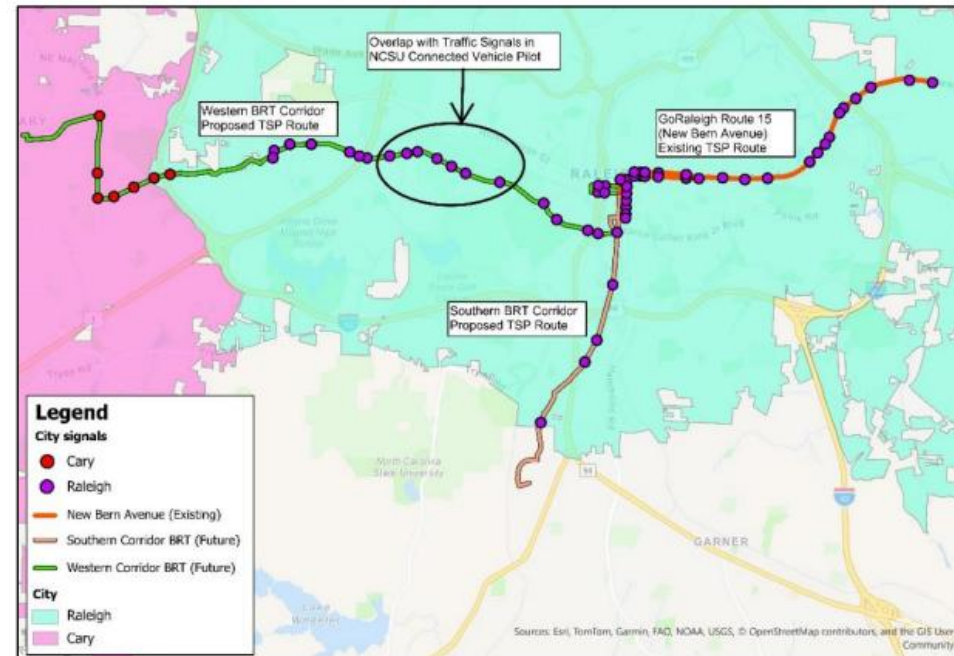 Overlap with Traffic Signals in
NCSU Connected Vehicle Pilot
Western BRT Corridor
Proposed TSP Route
GoRaleigh Route 15
(New Bern Avenue)
Existing TSP Route
Southern BRT Corridor
Proposed TSP Route
North Carolina
State University
GARNER
Legend
City signals
Cary
Raleigh
New Bern Avenue (Existing)
Southern Corridor BRT (Future)
Western Corridor BRT (Future)
City
Raleigh
Cary
Sources: Esri, TomTom, Garmin, FAO, NOAA, USGS, © OpenStreetMap contributors, and the GIS User
Community